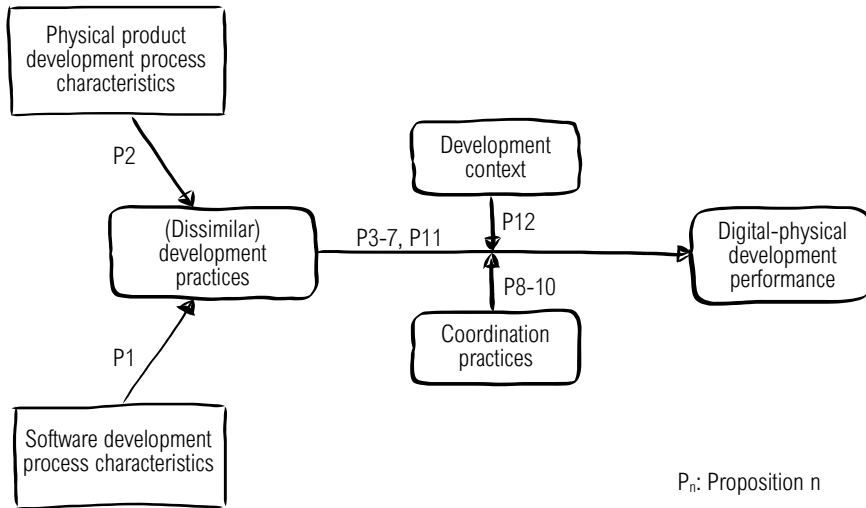 Physical product
development process
characteristics
P2
Development
context
(Dissimilar)
development
practices
P3-7, P11
P12
Digital-physical
development
performance
P8-10
Coordination
practices
P1
Software development
process characteristics
Pₙ: Proposition n